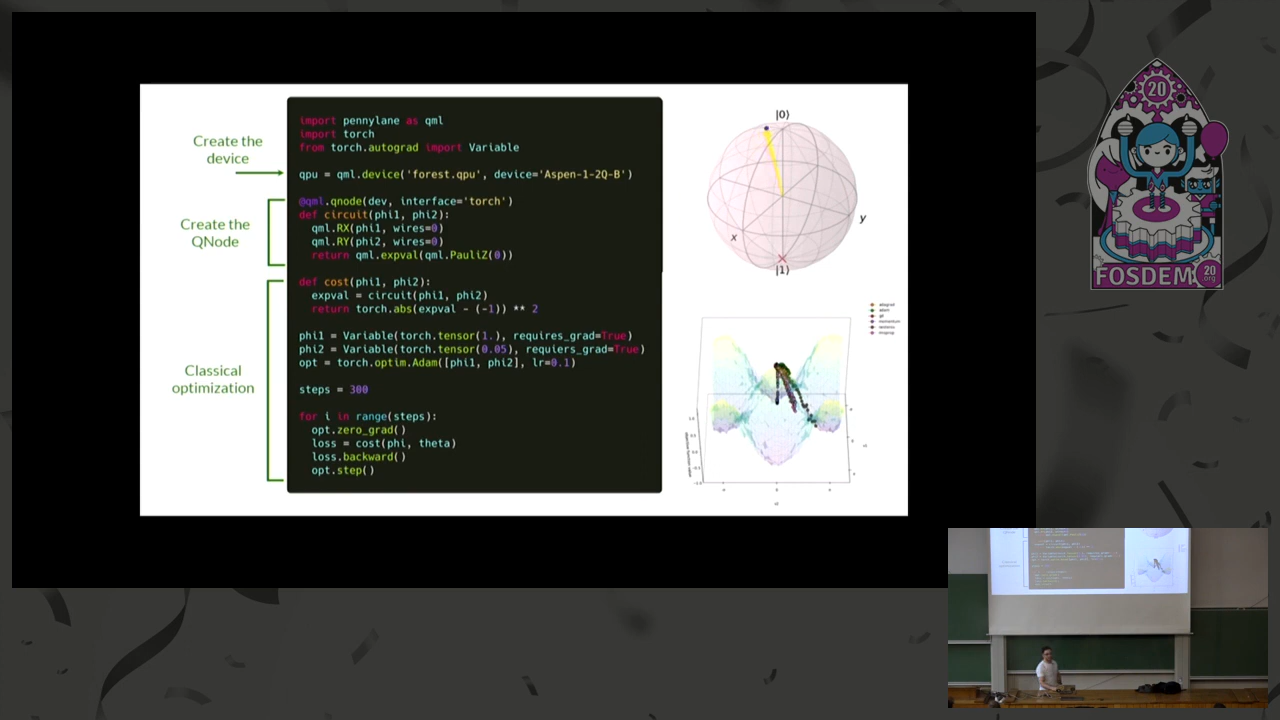 Create the
device
Create the
QNode
Classical
optimization
import pennylane as qml
import torch
from torch.autograd import Variable
qpu = qml.device('forest.qpu', device='Aspen-1-2Q-B')
@qml.qnode(dev, interface='torch')
def circuit(phi1, phi2):
qml.RX(phi1, wires=0)
qml.RY(phi2, wires=0)
return qml.expval(qml.PauliZ(0))
def cost(phi1, phi2):
expval = circuit(phi1, phi2)
return torch.abs(expval - (-1)) ** 2
phi1 = Variable(torch.tensor(1.), requires_grad=True)
phi2 = Variable(torch.tensor(0.05), requiers_grad=True)
opt = torch.optim.Adam([phi1, phi2], lr=0.1)
steps = 300
for i in range(steps):
opt.zero_grad()
loss = cost(phi, theta)
loss.backward()
opt.step()
|0⟩
y
x
|1⟩
20
FOSDEM
20
.org